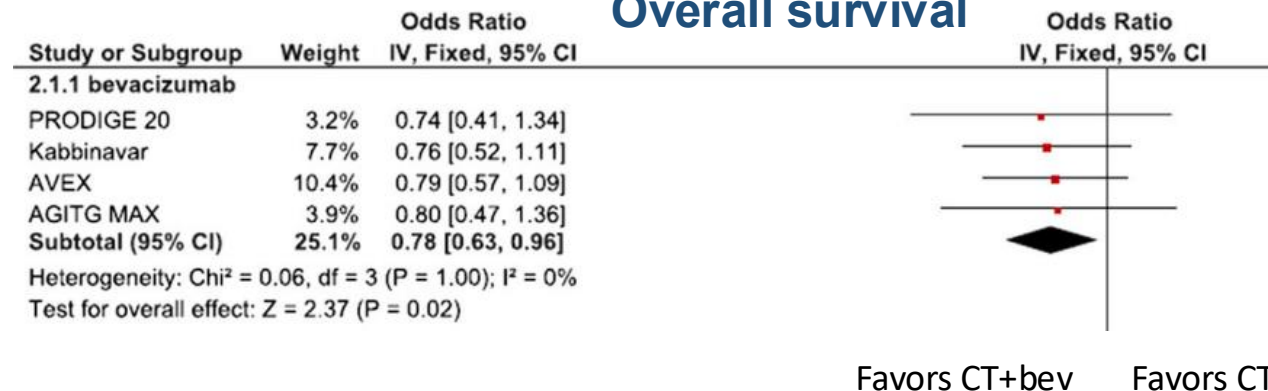 Overall survival
Odds Ratio Odds Ratio
Study or Subgroup Weight IV, Fixed, 95% CI IV, Fixed, 95% CI
2.1.1 bevacizumab
PRODIGE 20 3.2% 0.74 [0.41, 1.34]
Kabbinavar 7.7% 0.76 [0.52, 1.11]
AVEX 10.4% 0.79 [0.57, 1.09]
AGITG MAX 3.9% 0.80 [0.47, 1.36]
Subtotal (95% CI) 25.1% 0.78 [0.63, 0.96]
Heterogeneity: Chi² = 0.06, df = 3 (P = 1.00); I² = 0%
Test for overall effect: Z = 2.37 (P = 0.02)
Favors CT+bev Favors CT